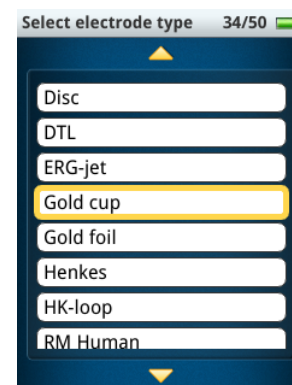 Select electrode type 34/50
Disc
DTL
ERG-jet
Gold cup
Gold foil
Henkes
HK-loop
RM Human